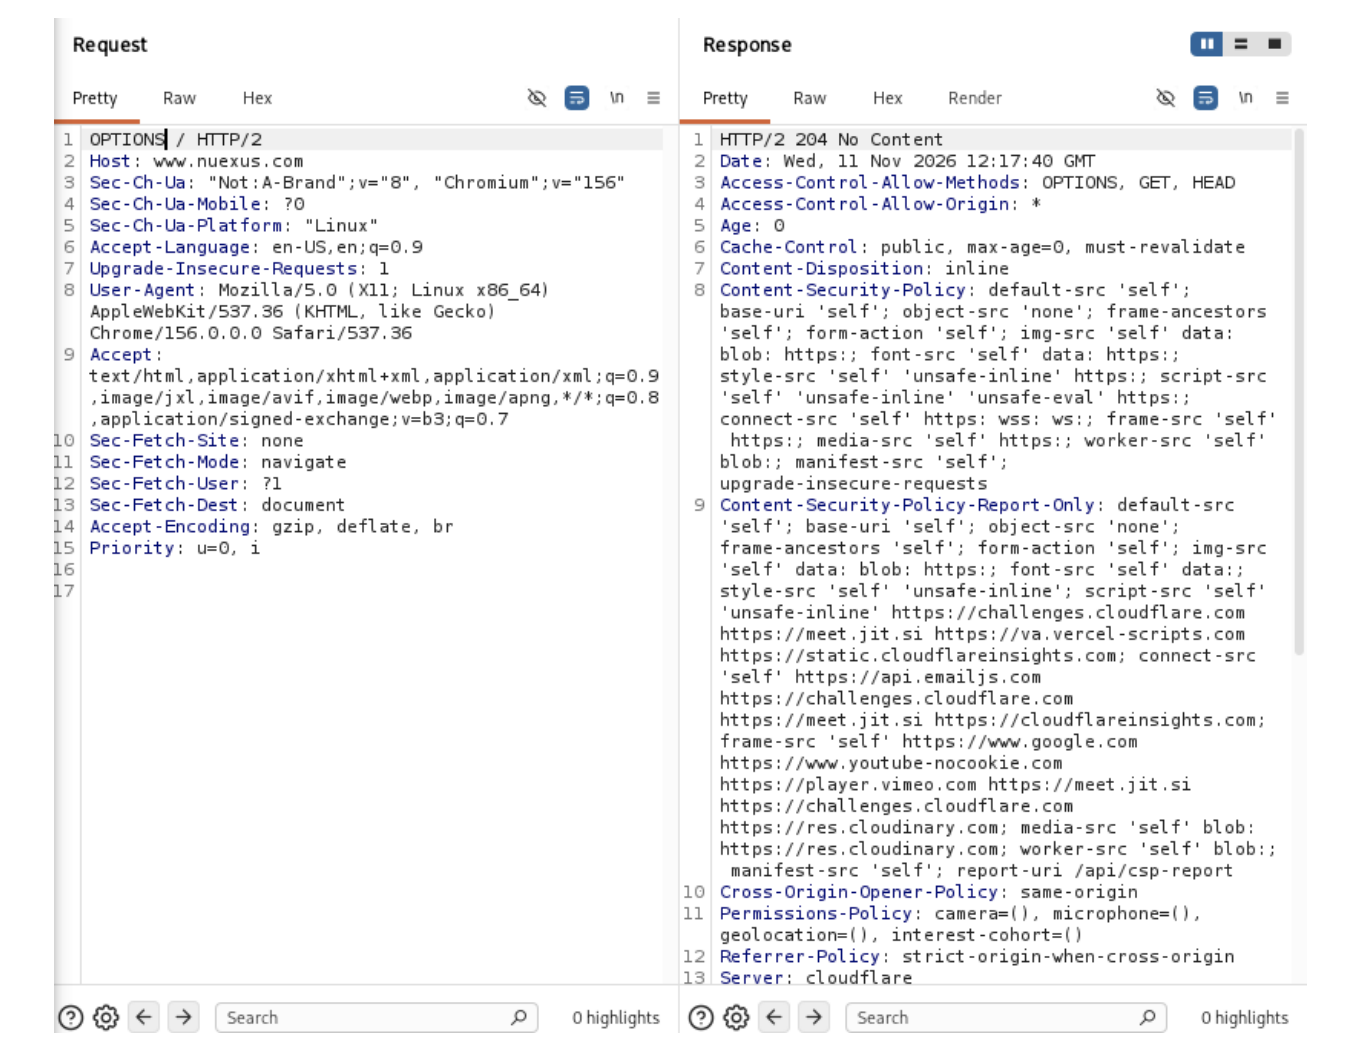 Request
Pretty Raw Hex \n
1 OPTIONS / HTTP/2
2 Host: www.nuexus.com
3 Sec-Ch-Ua: "Not:A-Brand";v="8", "Chromium";v="156"
4 Sec-Ch-Ua-Mobile: ?0
5 Sec-Ch-Ua-Platform: "Linux"
6 Accept-Language: en-US,en;q=0.9
7 Upgrade-Insecure-Requests: 1
8 User-Agent: Mozilla/5.0 (X11; Linux x86_64)
AppleWebKit/537.36 (KHTML, like Gecko)
Chrome/156.0.0.0 Safari/537.36
9 Accept:
text/html,application/xhtml+xml,application/xml;q=0.9
,image/jxl,image/avif,image/webp,image/apng,*/*;q=0.8
,application/signed-exchange;v=b3;q=0.7
10 Sec-Fetch-Site: none
11 Sec-Fetch-Mode: navigate
12 Sec-Fetch-User: ?1
13 Sec-Fetch-Dest: document
14 Accept-Encoding: gzip, deflate, br
15 Priority: u=0, i
16
17
Search 0 highlights
Response
Pretty Raw Hex Render \n
1 HTTP/2 204 No Content
2 Date: Wed, 11 Nov 2026 12:17:40 GMT
3 Access-Control-Allow-Methods: OPTIONS, GET, HEAD
4 Access-Control-Allow-Origin: *
5 Age: 0
6 Cache-Control: public, max-age=0, must-revalidate
7 Content-Disposition: inline
8 Content-Security-Policy: default-src 'self';
base-uri 'self'; object-src 'none'; frame-ancestors
'self'; form-action 'self'; img-src 'self' data:
blob: https:; font-src 'self' data: https:;
style-src 'self' 'unsafe-inline' https:; script-src
'self' 'unsafe-inline' 'unsafe-eval' https:;
connect-src 'self' https: wss: ws:; frame-src 'self'
https:; media-src 'self' https:; worker-src 'self'
blob:; manifest-src 'self';
upgrade-insecure-requests
9 Content-Security-Policy-Report-Only: default-src
'self'; base-uri 'self'; object-src 'none';
frame-ancestors 'self'; form-action 'self'; img-src
'self' data: blob: https:; font-src 'self' data:;
style-src 'self' 'unsafe-inline'; script-src 'self'
'unsafe-inline' https://challenges.cloudflare.com
https://meet.jit.si https://va.vercel-scripts.com
https://static.cloudflareinsights.com; connect-src
'self' https://api.emailjs.com
https://challenges.cloudflare.com
https://meet.jit.si https://cloudflareinsights.com;
frame-src 'self' https://www.google.com
https://www.youtube-nocookie.com
https://player.vimeo.com https://meet.jit.si
https://challenges.cloudflare.com
https://res.cloudinary.com; media-src 'self' blob:
https://res.cloudinary.com; worker-src 'self' blob:;
manifest-src 'self'; report-uri /api/csp-report
10 Cross-Origin-Opener-Policy: same-origin
11 Permissions-Policy: camera=(), microphone=(),
geolocation=(), interest-cohort=()
12 Referrer-Policy: strict-origin-when-cross-origin
13 Server: cloudflare
Search 0 highlights